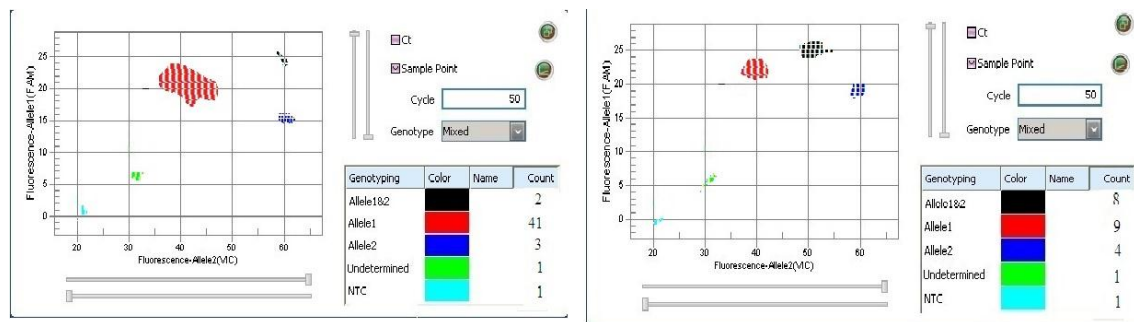 25
20
15
10
5
0
20 30 40 50 60
Fluorescence-Allele1(FAM)
Fluorescence-Allele2(VIC)
Ct
Sample Point
Cycle 50
Genotype Mixed
Genotyping Color Name Count
Allele1&2 2
Allele1 41
Allele2 3
Undetermined 1
NTC 1
25
20
15
10
5
0
20 30 40 50 60
Fluorescence-Allele1(FAM)
Fluorescence-Allele2(VIC)
Ct
Sample Point
Cycle 50
Genotype Mixed
Genotyping Color Name Count
Allolo1&2 8
Allele1 9
Allele2 4
Undetermined 1
NTC 1